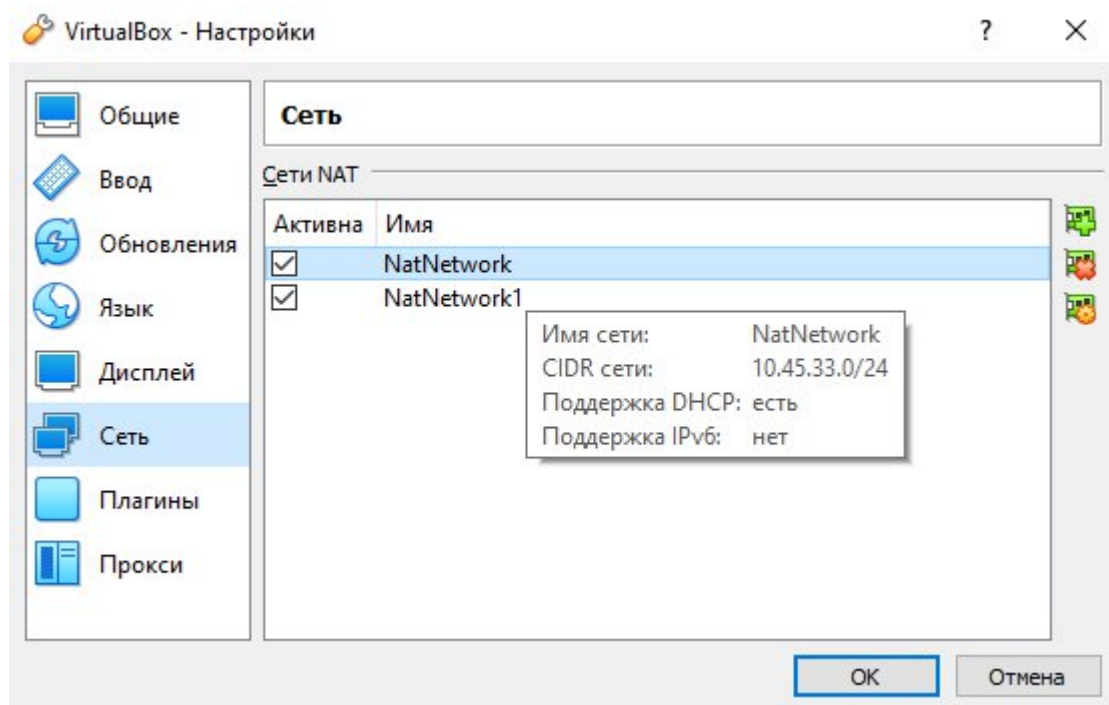 VirtualBox - Настройки ?
Общие
Ввод
Обновления
Язык
Дисплей
Сеть
Плагины
Прокси
Сеть
Сети NAT
Активна Имя
NatNetwork
NatNetwork1
Имя сети: NatNetwork
CIDR сети: 10.45.33.0/24
Поддержка DHCP: есть
Поддержка IPv6: нет
OK Отмена